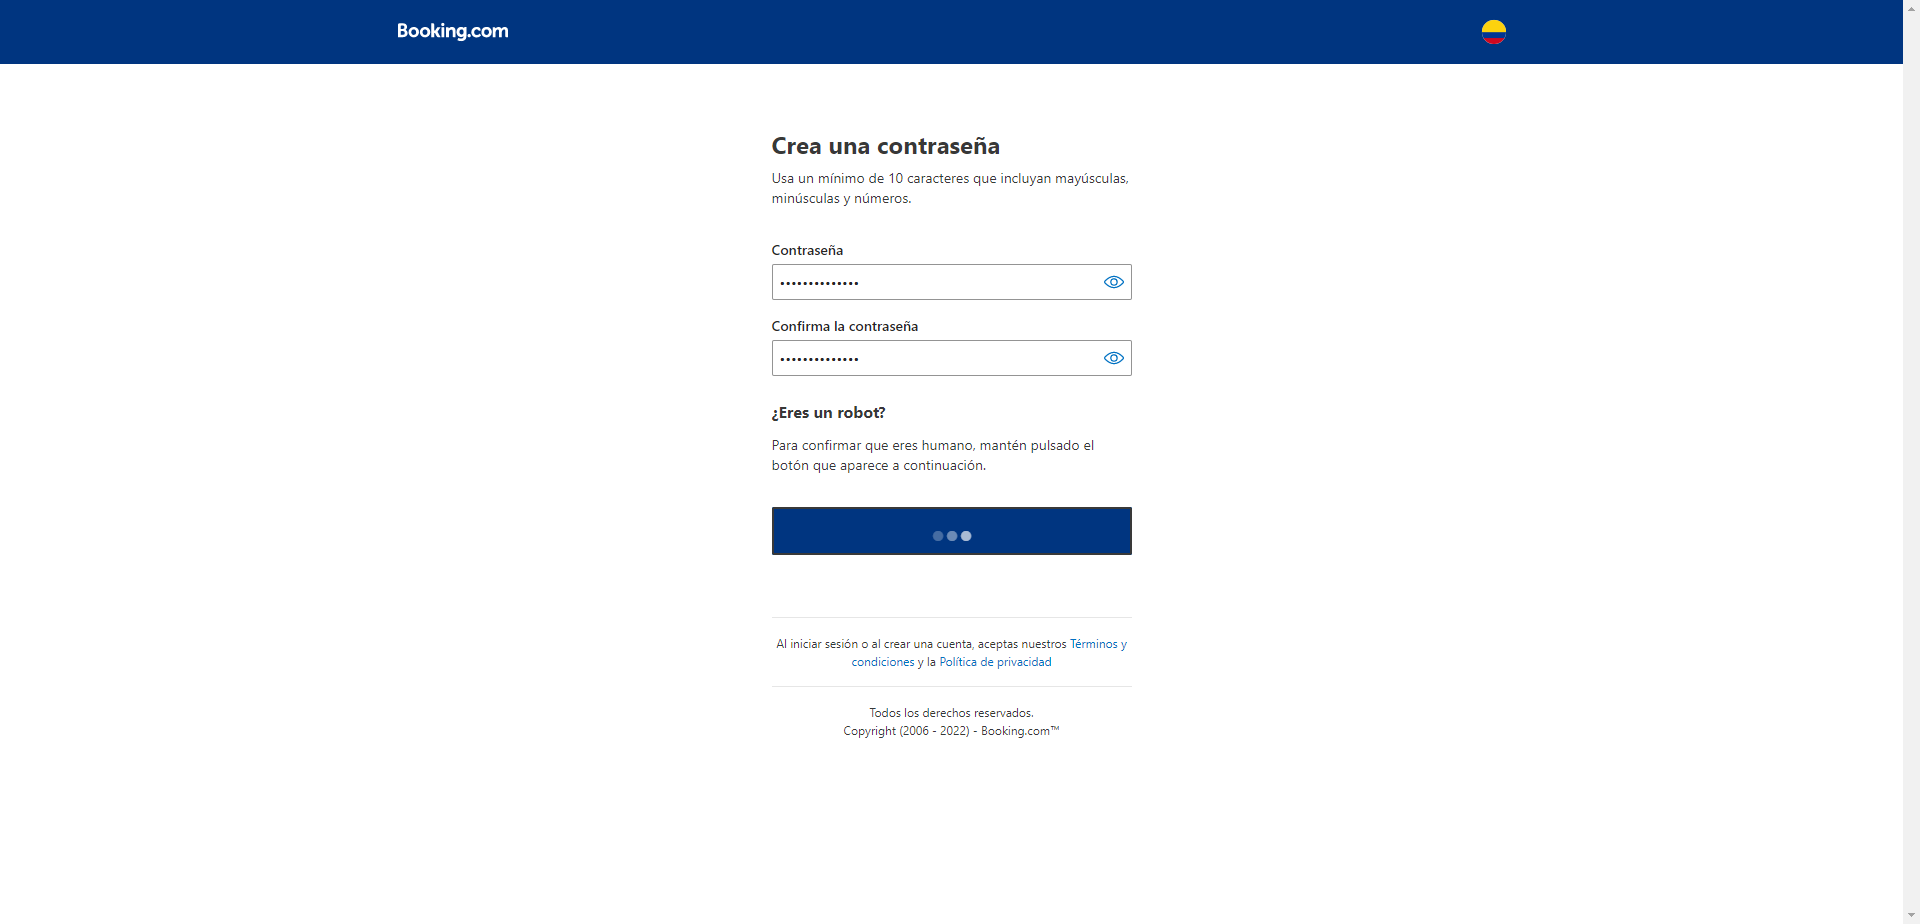 Booking.com
Crea una contraseña
Usa un mínimo de 10 caracteres que incluyan mayúsculas,
minúsculas y números.
Contraseña
••••••••••••••
Confirma la contraseña
••••••••••••••
¿Eres un robot?
Para confirmar que eres humano, mantén pulsado el
botón que aparece a continuación.
Al iniciar sesión o al crear una cuenta, aceptas nuestros Términos y
condiciones y la Política de privacidad
Todos los derechos reservados.
Copyright (2006 - 2022) - Booking.com™